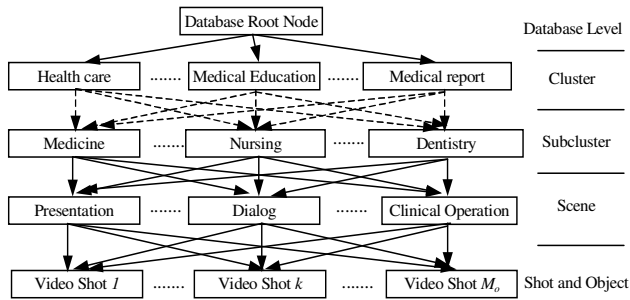 Database Root Node
Database Level
Health care ....... Medical Education ....... Medical report
Cluster
Medicine ....... Nursing ....... Dentistry
Subcluster
Presentation ....... Dialog ....... Clinical Operation
Scene
Video Shot 1 ....... Video Shot k ....... Video Shot Mo
Shot and Object